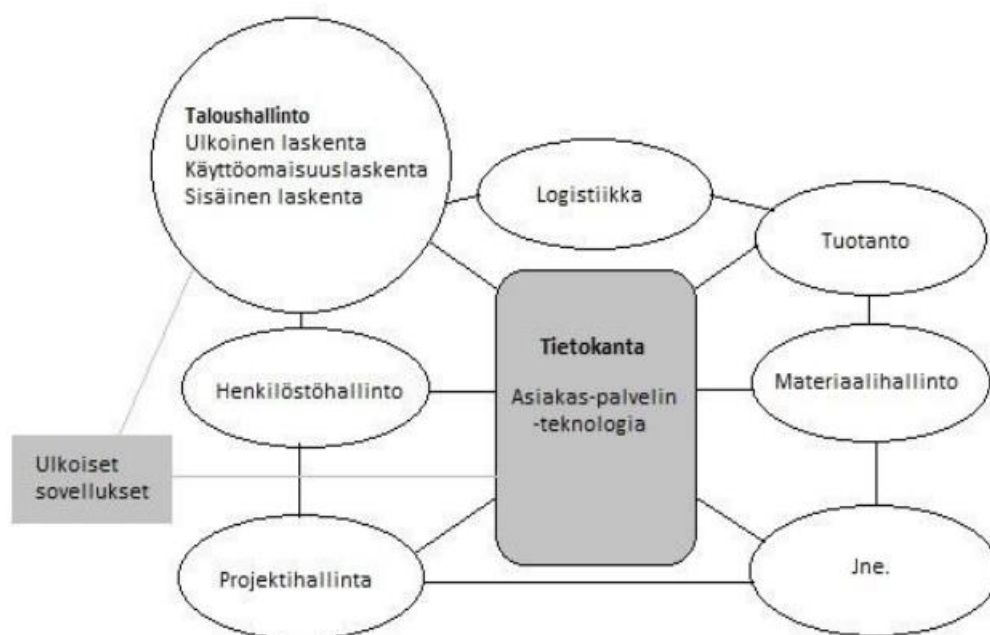 Taloushallinto
Ulkoinen laskenta
Käyttöomaisuuslaskenta
Sisäinen laskenta
Logistiikka
Tuotanto
Tietokanta
Asiakas-palvelin
-teknologia
Henkilöstöhallinto
Materiaalihallinto
Ulkoiset
sovellukset
Projektihallinta
Jne.